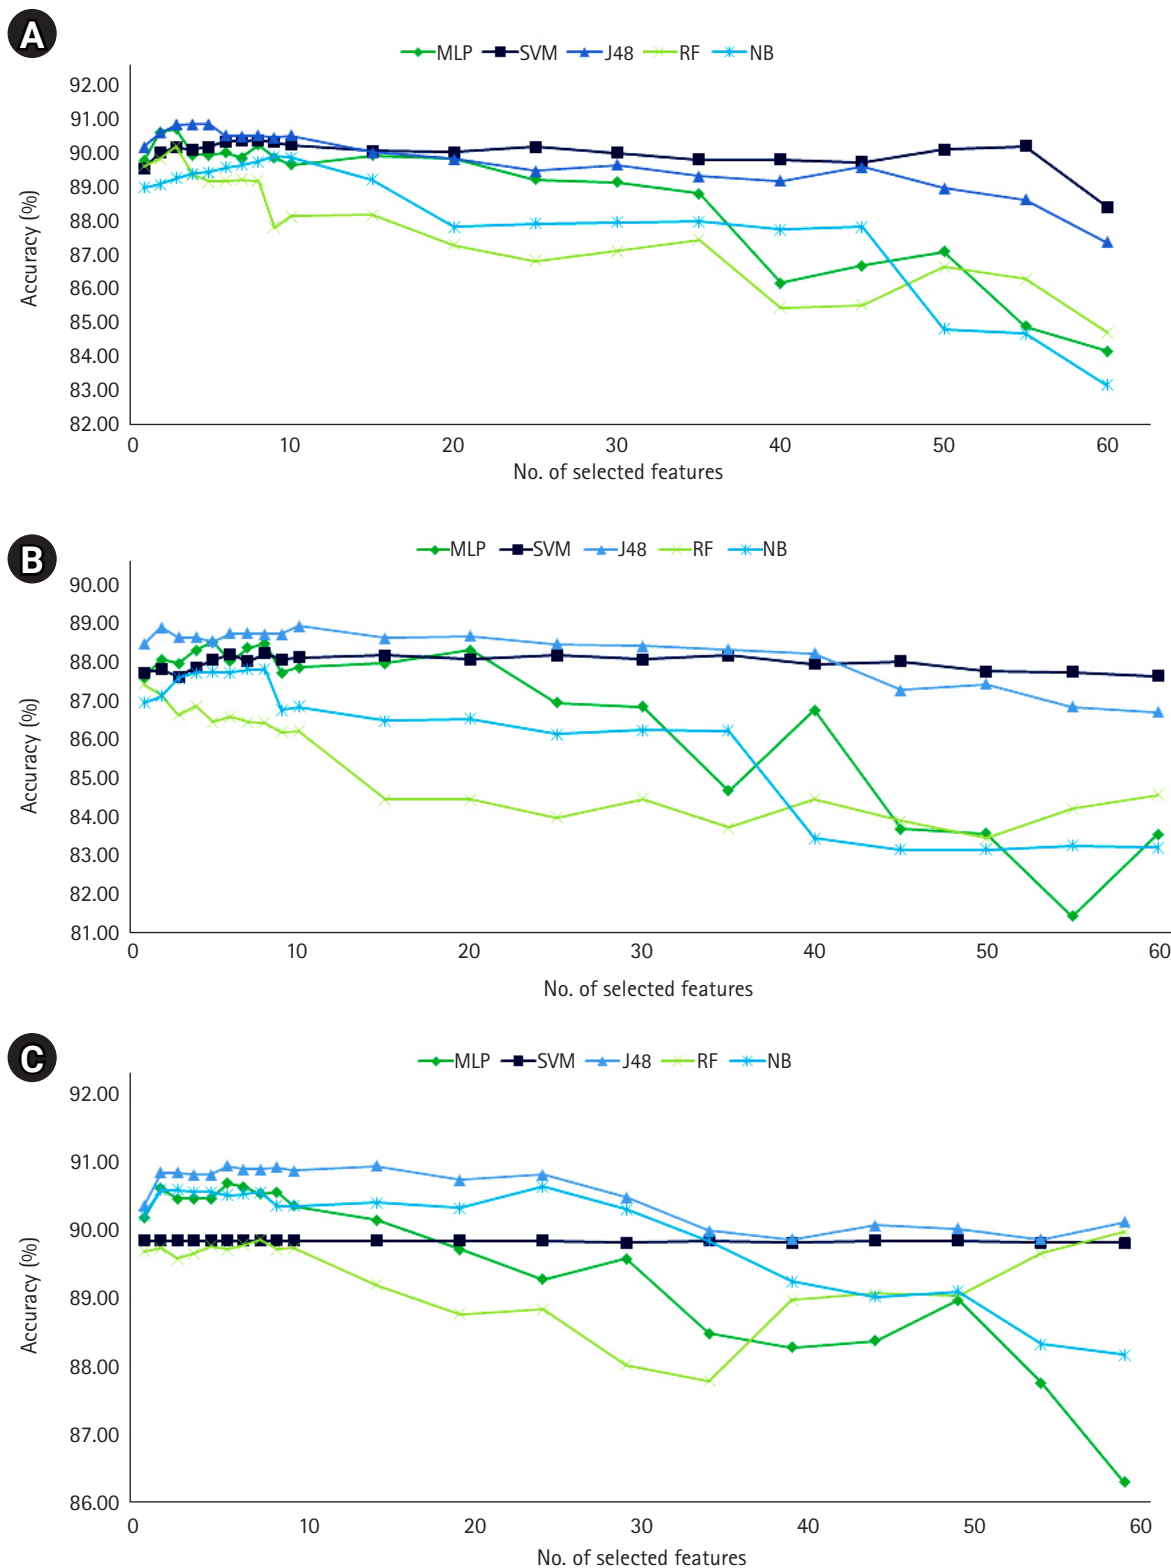 A
MLP SVM J48 RF NB
92.00
91.00
90.00
89.00
88.00
87.00
86.00
85.00
84.00
83.00
82.00
Accuracy (%)
0 10 20 30 40 50 60
No. of selected features
B
MLP SVM J48 RF NB
90.00
89.00
88.00
87.00
86.00
85.00
84.00
83.00
82.00
81.00
Accuracy (%)
0 10 20 30 40 50 60
No. of selected features
C
MLP SVM J48 RF NB
92.00
91.00
90.00
89.00
88.00
87.00
86.00
Accuracy (%)
0 10 20 30 40 50 60
No. of selected features